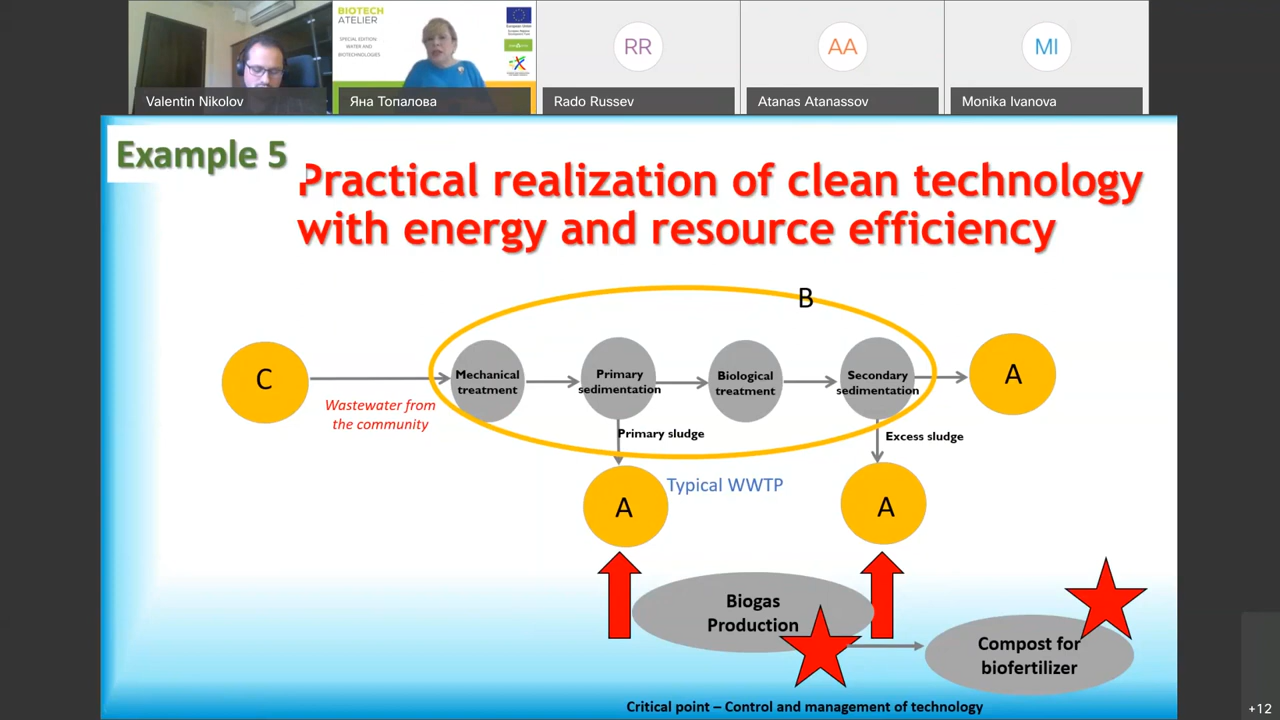 BIOTECH
ATELIER
SPECIAL EDITION:
WATER AND
BIOTECHNOLOGIES
RR
AA
MI
Valentin Nikolov
Яна Топалова
Rado Russev
Atanas Atanassov
Monika Ivanova
Example 5
Practical realization of clean technology
with energy and resource efficiency
B
C
Mechanical
treatment
Primary
sedimentation
Biological
treatment
Secondary
sedimentation
A
Wastewater from
the community
Primary sludge
Excess sludge
Typical WWTP
A
A
Biogas
Production
Compost for
biofertilizer
Critical point – Control and management of technology
+12